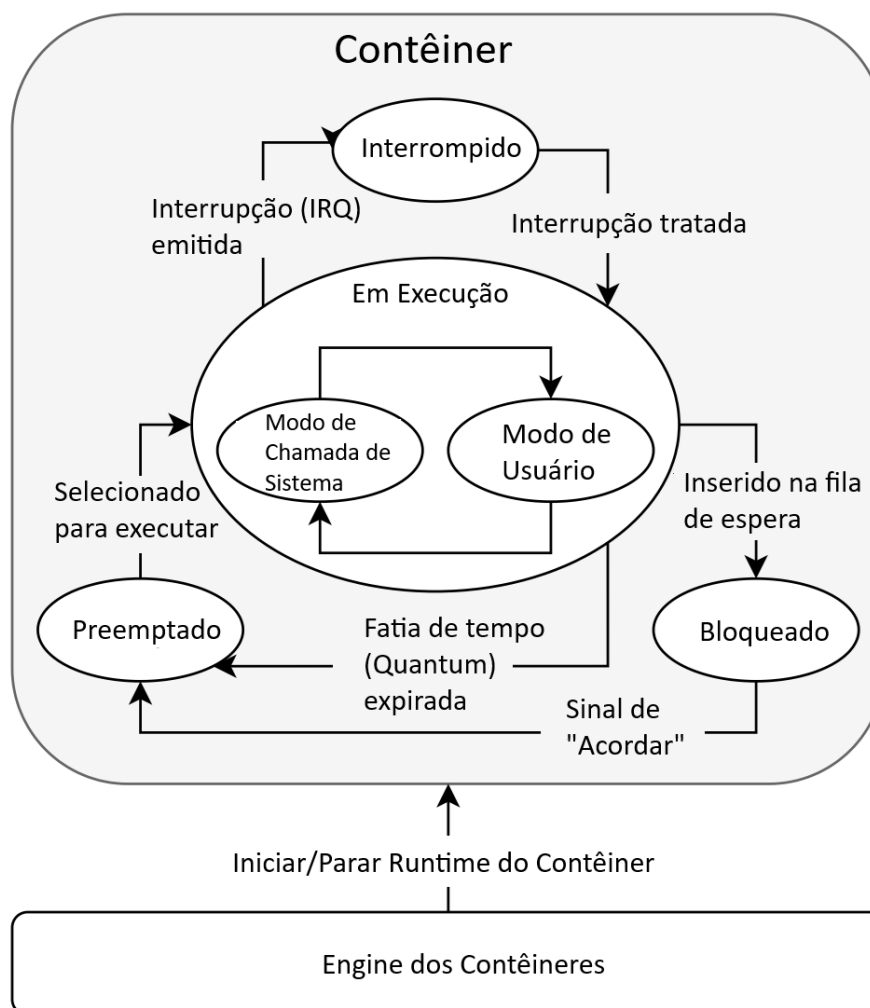 Contêiner
Interrompido
Interrupção (IRQ)
emitida
Interrupção tratada
Em Execução
Modo de
Chamada de
Sistema
Modo de
Usuário
Selecionado
para executar
Inserido na fila
de espera
Preemptado
Fatia de tempo
(Quantum)
expirada
Bloqueado
Sinal de
"Acordar"
Iniciar/Parar Runtime do Contêiner
Engine dos Contêineres